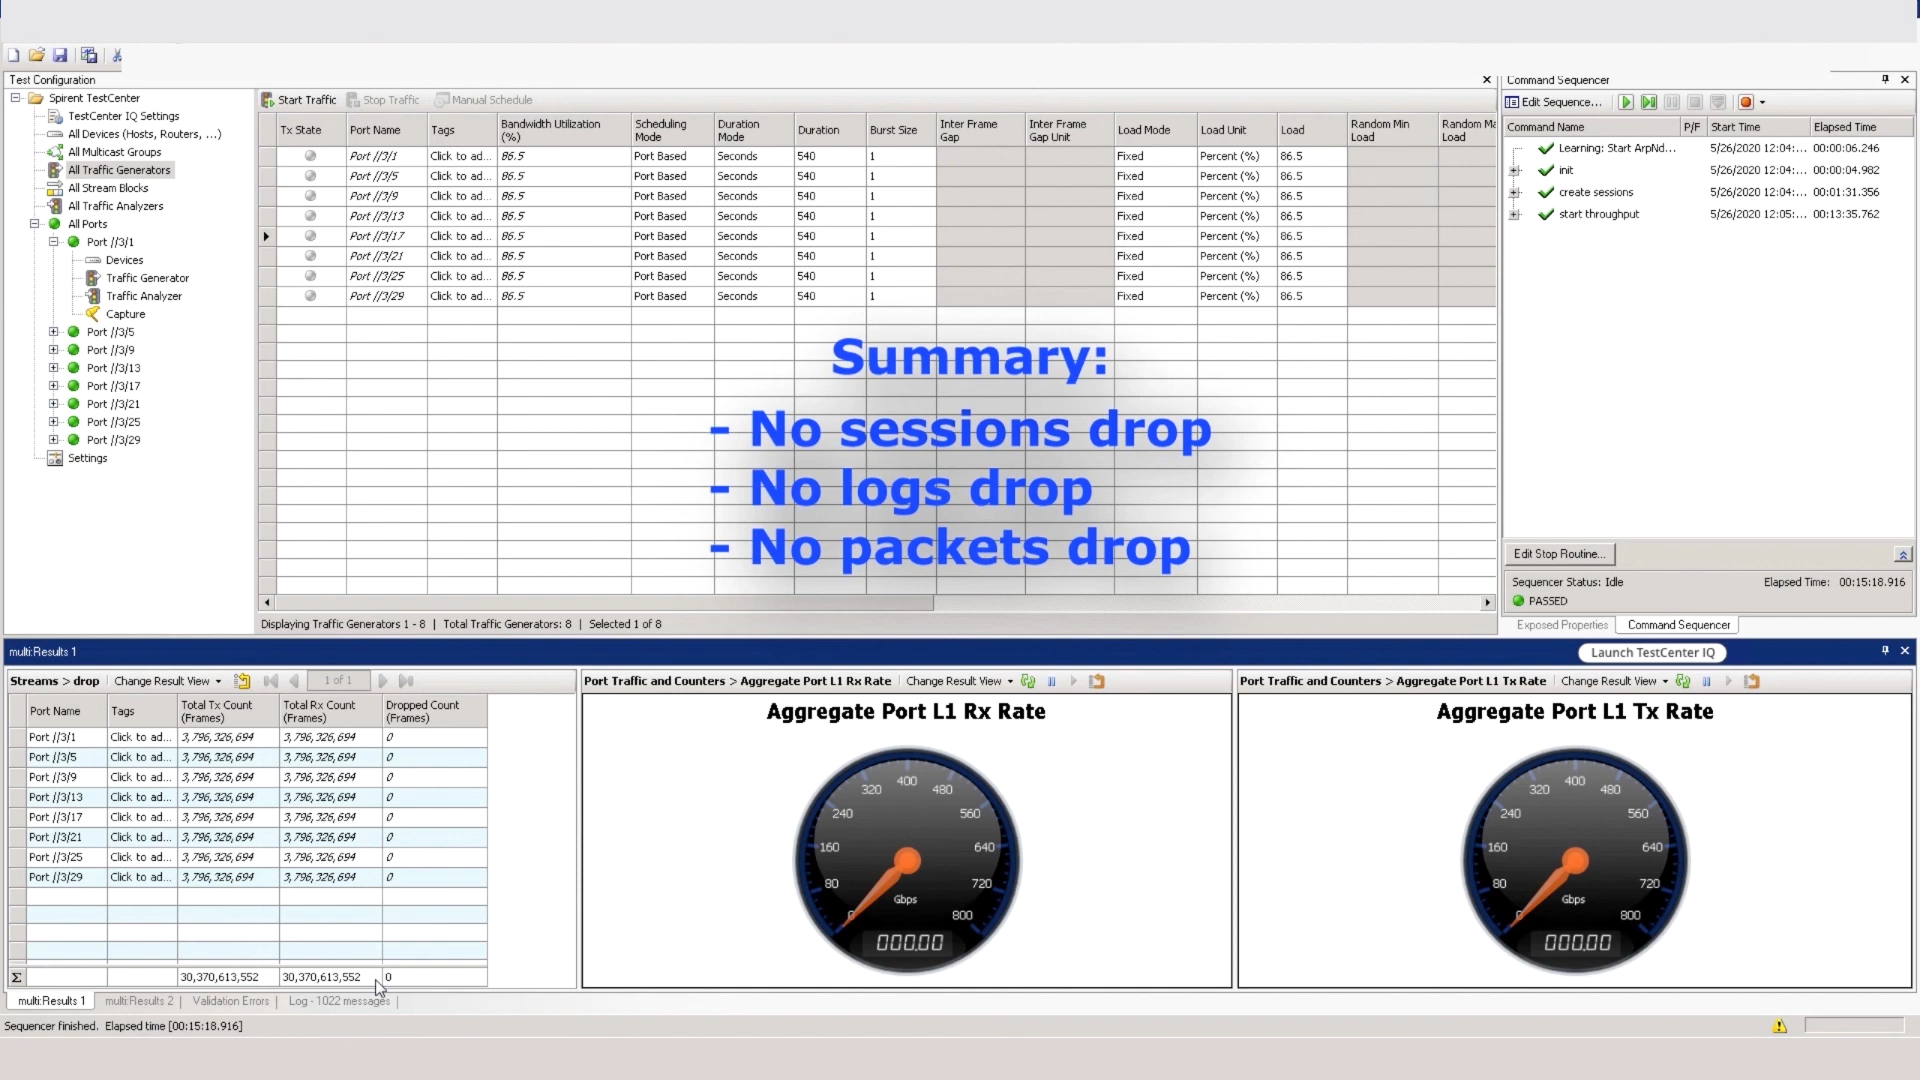 Test Configuration
Command Sequencer
Spirent TestCenter
TestCenter IQ Settings
All Devices (Hosts, Routers, ...)
All Multicast Groups
All Traffic Generators
All Stream Blocks
All Traffic Analyzers
All Ports
Port //3/1
Devices
Traffic Generator
Traffic Analyzer
Capture
Port //3/5
Port //3/9
Port //3/13
Port //3/17
Port //3/21
Port //3/25
Port //3/29
Settings
Start Traffic Stop Traffic Manual Schedule
Tx State Port Name Tags Bandwidth Utilization (%) Scheduling Mode Duration Mode Duration Burst Size Inter Frame Gap Inter Frame Gap Unit Load Mode Load Unit Load Random Min Load Random Ma Load
Port //3/1 Click to ad... 86.5 Port Based Seconds 540 1 Fixed Percent (%) 86.5
Port //3/5 Click to ad... 86.5 Port Based Seconds 540 1 Fixed Percent (%) 86.5
Port //3/9 Click to ad... 86.5 Port Based Seconds 540 1 Fixed Percent (%) 86.5
Port //3/13 Click to ad... 86.5 Port Based Seconds 540 1 Fixed Percent (%) 86.5
Port //3/17 Click to ad... 86.5 Port Based Seconds 540 1 Fixed Percent (%) 86.5
Port //3/21 Click to ad... 86.5 Port Based Seconds 540 1 Fixed Percent (%) 86.5
Port //3/25 Click to ad... 86.5 Port Based Seconds 540 1 Fixed Percent (%) 86.5
Port //3/29 Click to ad... 86.5 Port Based Seconds 540 1 Fixed Percent (%) 86.5
Summary:
- No sessions drop
- No logs drop
- No packets drop
Displaying Traffic Generators 1 - 8 | Total Traffic Generators: 8 | Selected 1 of 8
Edit Sequence...
Command Name P/F Start Time Elapsed Time
Learning: Start ArpNd... 5/26/2020 12:04:... 00:00:06.246
init 5/26/2020 12:04:... 00:00:04.982
create sessions 5/26/2020 12:04:... 00:01:31.356
start throughput 5/26/2020 12:05:... 00:13:35.762
Edit Stop Routine...
Sequencer Status: Idle Elapsed Time: 00:15:18.916
PASSED
Exposed Properties Command Sequencer
multi:Results 1 Launch TestCenter IQ
Streams > drop Change Result View 1 of 1
Port Name Tags Total Tx Count (Frames) Total Rx Count (Frames) Dropped Count (Frames)
Port //3/1 Click to ad... 3,796,326,694 3,796,326,694 0
Port //3/5 Click to ad... 3,796,326,694 3,796,326,694 0
Port //3/9 Click to ad... 3,796,326,694 3,796,326,694 0
Port //3/13 Click to ad... 3,796,326,694 3,796,326,694 0
Port //3/17 Click to ad... 3,796,326,694 3,796,326,694 0
Port //3/21 Click to ad... 3,796,326,694 3,796,326,694 0
Port //3/25 Click to ad... 3,796,326,694 3,796,326,694 0
Port //3/29 Click to ad... 3,796,326,694 3,796,326,694 0
Σ 30,370,613,552 30,370,613,552 0
Port Traffic and Counters > Aggregate Port L1 Rx Rate Change Result View
Aggregate Port L1 Rx Rate
0 80 160 240 320 400 480 560 640 720 800
Gbps
000.00
Port Traffic and Counters > Aggregate Port L1 Tx Rate Change Result View
Aggregate Port L1 Tx Rate
0 80 160 240 320 400 480 560 640 720 800
Gbps
000.00
multi:Results 1 multi:Results 2 | Validation Errors | Log - 1022 messages |
Sequencer finished. Elapsed time [00:15:18.916]